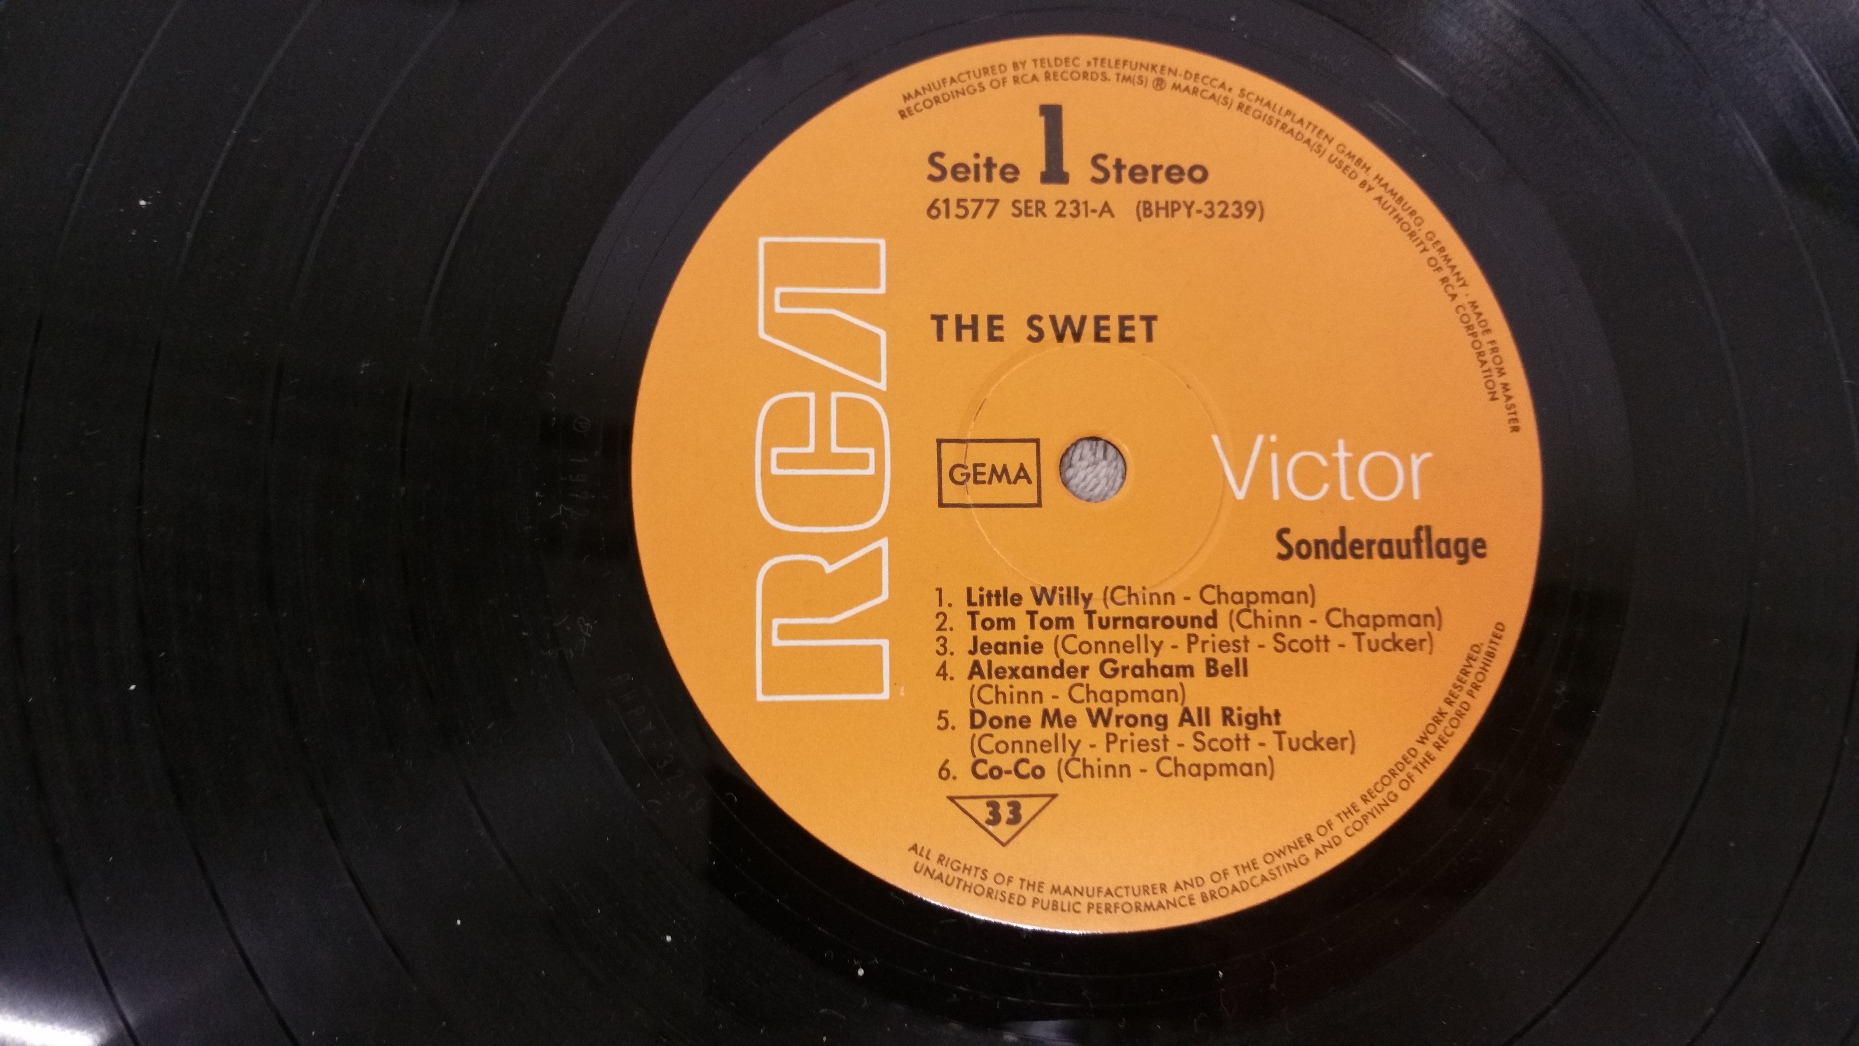 MANUFACTURED BY TELDEC »TELEFUNKEN-DECCA« SCHALLPLATTEN GMBH, HAMBURG, GERMANY · MADE FROM MASTER
RECORDINGS OF RCA RECORDS. TM(S) ® MARCA(S) REGISTRADA(S) USED BY AUTHORITY OF RCA CORPORATION
Seite 1 Stereo
61577 SER 231-A (BHPY-3239)
RCA
THE SWEET
GEMA
Victor
Sonderauflage
1. Little Willy (Chinn - Chapman)
2. Tom Tom Turnaround (Chinn - Chapman)
3. Jeanie (Connelly - Priest - Scott - Tucker)
4. Alexander Graham Bell
(Chinn - Chapman)
5. Done Me Wrong All Right
(Connelly - Priest - Scott - Tucker)
6. Co-Co (Chinn - Chapman)
33
ALL RIGHTS OF THE MANUFACTURER AND OF THE OWNER OF THE RECORDED WORK RESERVED.
UNAUTHORISED PUBLIC PERFORMANCE BROADCASTING AND COPYING OF THE RECORD PROHIBITED